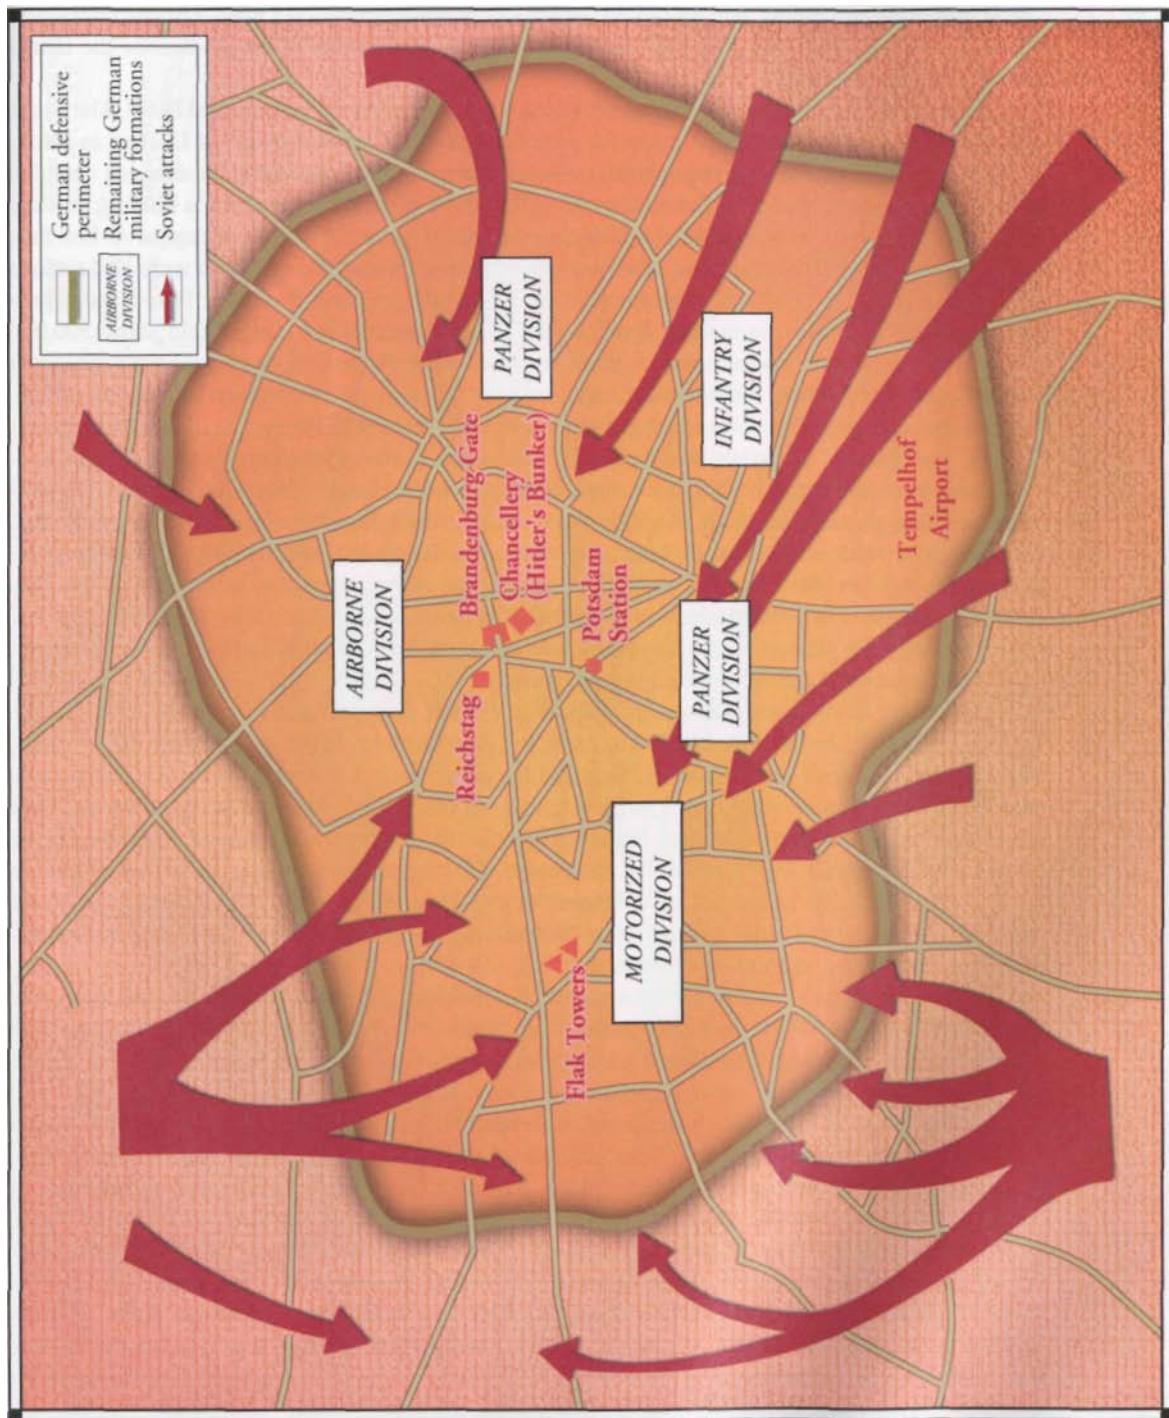 German defensive
perimeter
AIRBORNE
DIVISION
Remaining German
military formations
Soviet attacks
AIRBORNE
DIVISION
PANZER
DIVISION
Brandenburg Gate
Chancellery
(Hitler's Bunker)
Reichstag
Potsdam
Station
INFANTRY
DIVISION
PANZER
DIVISION
Tempelhof
Airport
MOTORIZED
DIVISION
Flak Towers